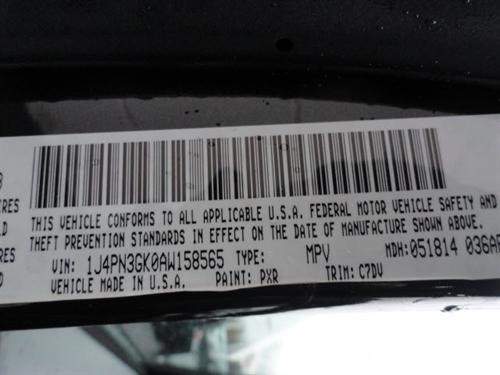 THIS VEHICLE CONFORMS TO ALL APPLICABLE U.S.A. FEDERAL MOTOR VEHICLE SAFETY AND
THEFT PREVENTION STANDARDS IN EFFECT ON THE DATE OF MANUFACTURE SHOWN ABOVE.
VIN: 1J4PN3GK0AW158565 TYPE: MPV MDH: 051814 036AE
VEHICLE MADE IN U.S.A. PAINT: PXR TRIM: C7DV